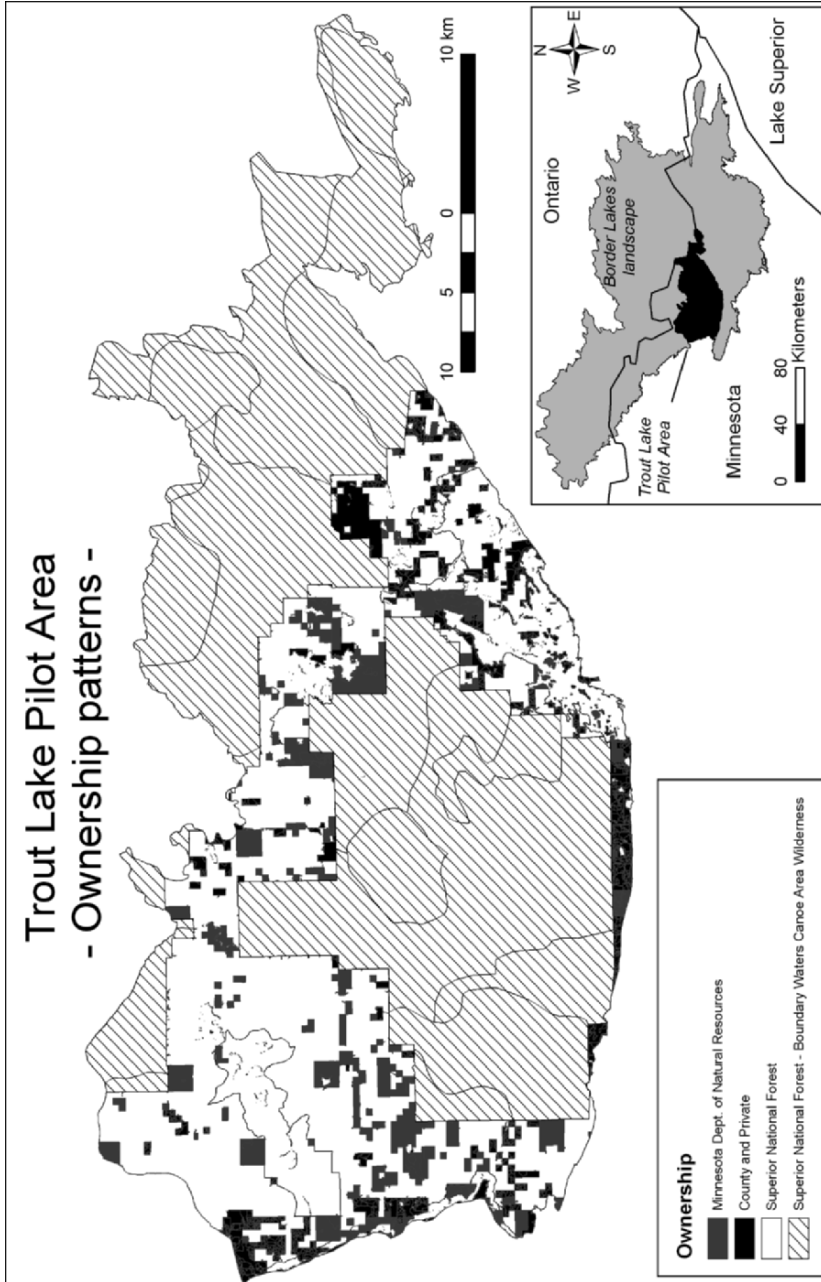 Trout Lake Pilot Area
- Ownership patterns -
10 5 0 10 km
Ownership
Minnesota Dept. of Natural Resources
County and Private
Superior National Forest
Superior National Forest - Boundary Waters Canoe Area Wilderness
N
W E
S
Ontario
Border Lakes
landscape
Lake Superior
Trout Lake
Pilot Area
Minnesota
0 40 80
Kilometers